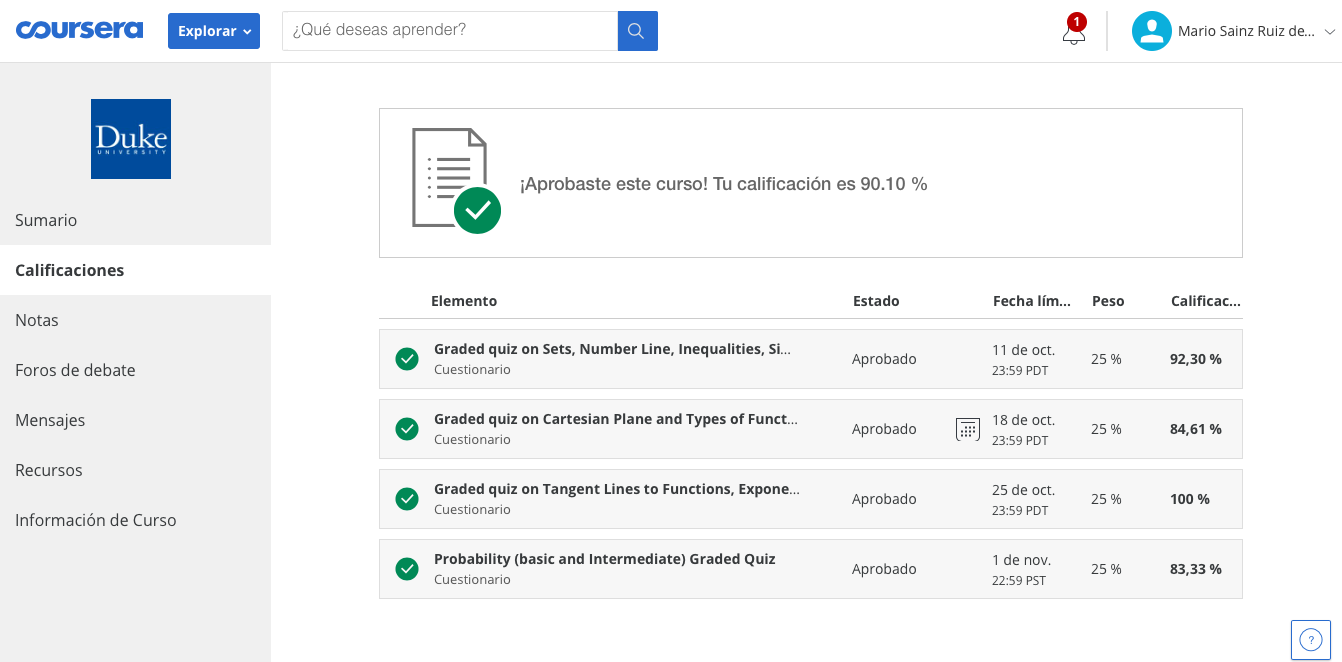 coursera
Explorar
¿Qué deseas aprender?
1
Mario Sainz Ruiz de...
Duke
UNIVERSITY
Sumario
Calificaciones
Notas
Foros de debate
Mensajes
Recursos
Información de Curso
¡Aprobaste este curso! Tu calificación es 90.10 %
Elemento Estado Fecha lím... Peso Calificac...
Graded quiz on Sets, Number Line, Inequalities, Si...
Cuestionario
Aprobado
11 de oct.
23:59 PDT
25 %
92,30 %
Graded quiz on Cartesian Plane and Types of Funct...
Cuestionario
Aprobado
18 de oct.
23:59 PDT
25 %
84,61 %
Graded quiz on Tangent Lines to Functions, Expone...
Cuestionario
Aprobado
25 de oct.
23:59 PDT
25 %
100 %
Probability (basic and Intermediate) Graded Quiz
Cuestionario
Aprobado
1 de nov.
22:59 PST
25 %
83,33 %
?